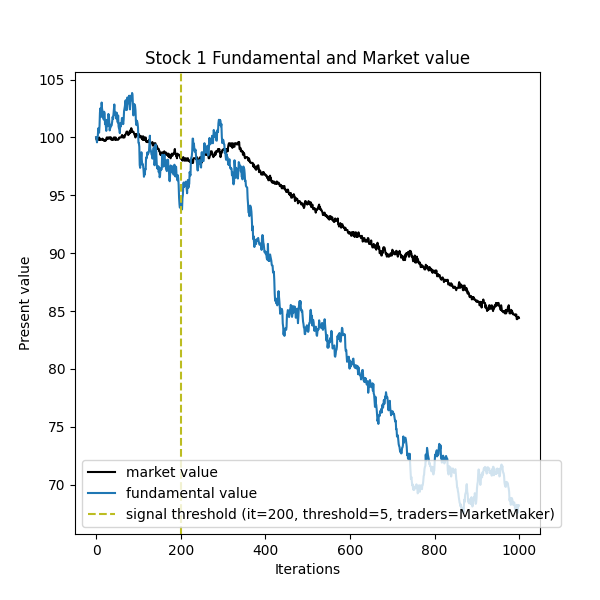 Stock 1 Fundamental and Market value
Present value
105
100
95
90
85
80
75
70
market value
fundamental value
signal threshold (it=200, threshold=5, traders=MarketMaker)
0 200 400 600 800 1000
Iterations